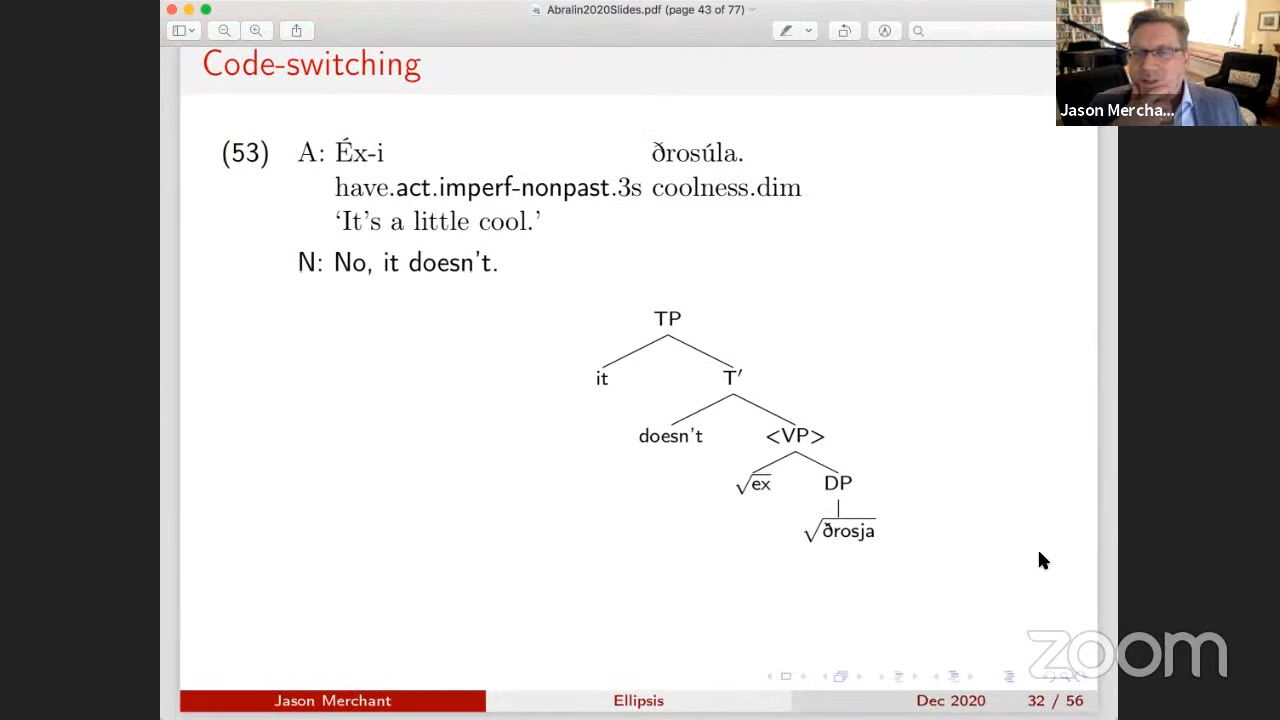 Abralin2020Slides.pdf (page 43 of 77)
Code-switching
Jason Mercha...
(53) A: Éx-i ðrosúla.
have.act.imperf-nonpast.3s coolness.dim
‘It's a little cool.’
N: No, it doesn't.
TP
it T′
doesn't <VP>
√ex DP
√ðrosja
zoom
Jason Merchant Ellipsis Dec 2020 32 / 56